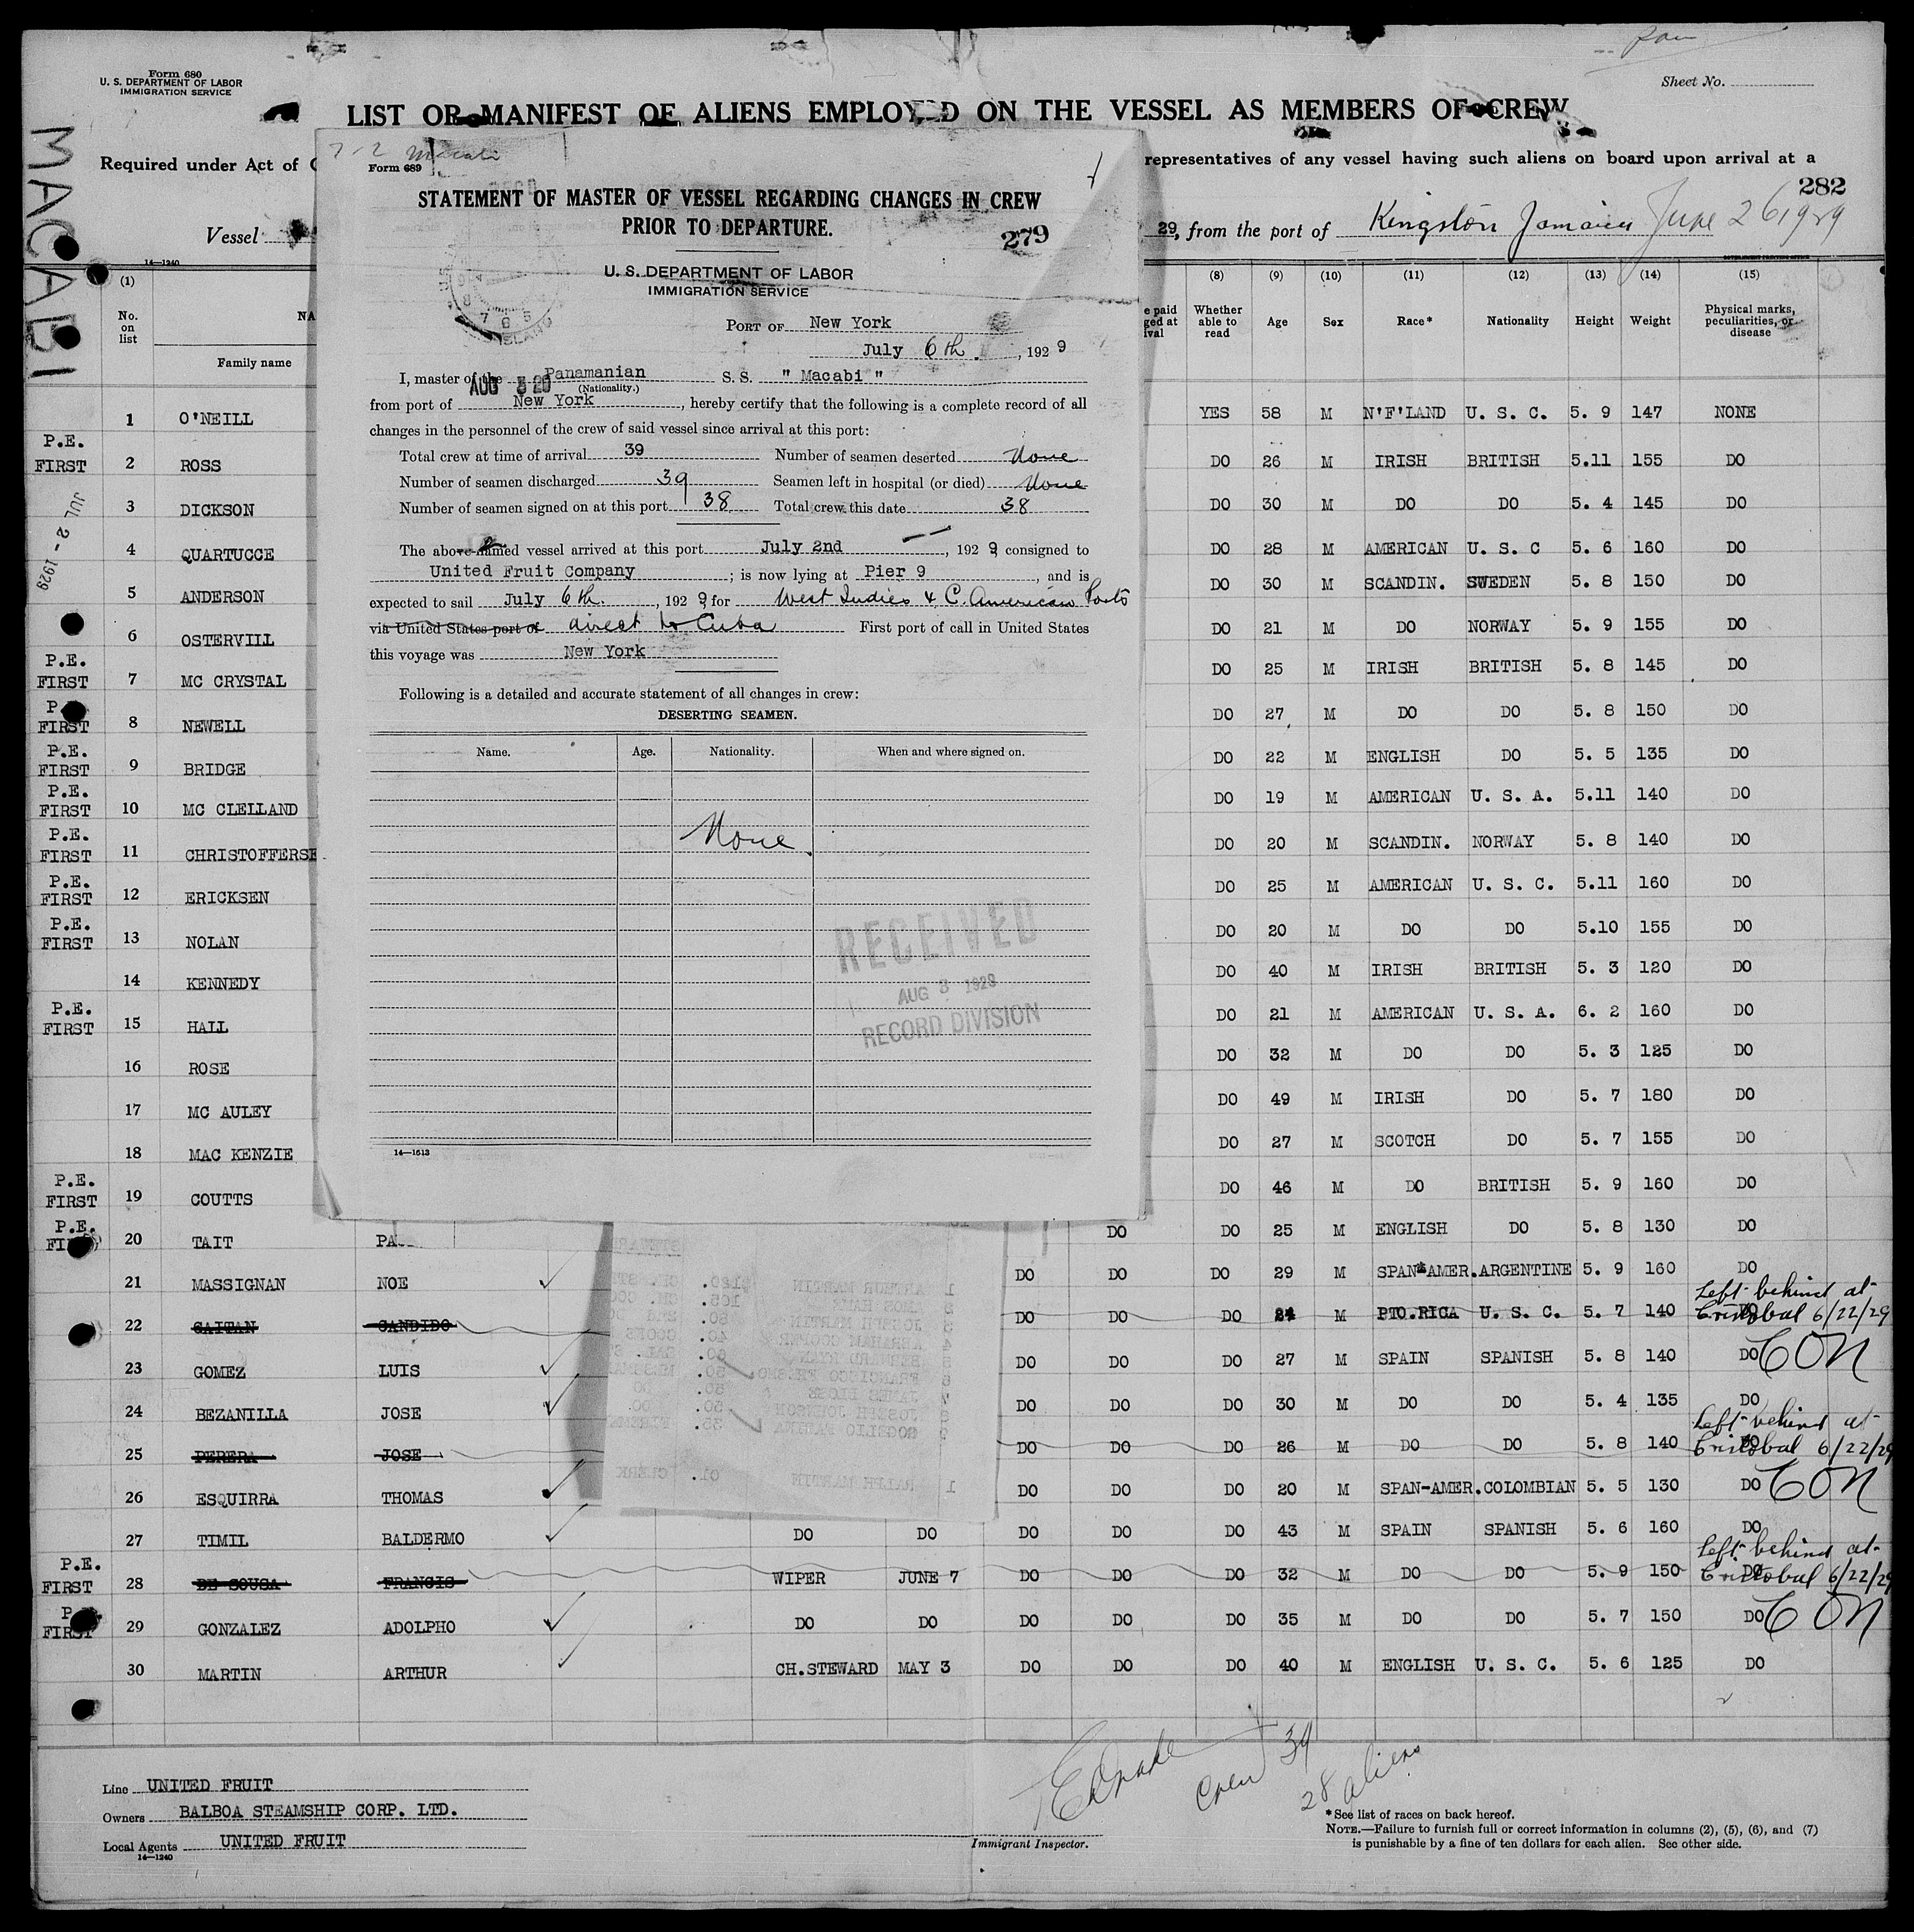 Form 680
U. S. DEPARTMENT OF LABOR
IMMIGRATION SERVICE
Sheet No.
LIST OR MANIFEST OF ALIENS EMPLOYED ON THE VESSEL AS MEMBERS OF CREW
Required under Act of
representatives of any vessel having such aliens on board upon arrival at a
282
Vessel
29, from the port of Kingston Jamaica June 26 1929
14—1240
MACABI
JUL 2 - 1929
7-2 Macabi
Form 689
STATEMENT OF MASTER OF VESSEL REGARDING CHANGES IN CREW
PRIOR TO DEPARTURE.
279
U. S. DEPARTMENT OF LABOR
IMMIGRATION SERVICE
PORT OF New York
July 6th, 1929
I, master of the Panamanian S. S. " Macabi "
AUG 3 20
(Nationality.)
from port of New York, hereby certify that the following is a complete record of all
changes in the personnel of the crew of said vessel since arrival at this port:
Total crew at time of arrival 39 Number of seamen deserted None
Number of seamen discharged 39 Seamen left in hospital (or died) None
Number of seamen signed on at this port 38 Total crew this date 38
The above-named vessel arrived at this port July 2nd, 1929, consigned to
United Fruit Company; is now lying at Pier 9, and is
expected to sail July 6th, 1929, for West Indies & C. American Ports
via United States port of direct to Cuba First port of call in United States
this voyage was New York
Following is a detailed and accurate statement of all changes in crew:
DESERTING SEAMEN.
Name. Age. Nationality. When and where signed on.
None
RECEIVED
AUG 3 1929
RECORD DIVISION
14—1613
(1) (8) (9) (10) (11) (12) (13) (14) (15)
No. on list Family name Whether able to read Age Sex Race* Nationality Height Weight Physical marks, peculiarities, or disease
1 O'NEILL YES 58 M N'F'LAND U. S. C. 5. 9 147 NONE
P.E. FIRST 2 ROSS DO 26 M IRISH BRITISH 5.11 155 DO
3 DICKSON DO 30 M DO DO 5. 4 145 DO
4 QUARTUCCE DO 28 M AMERICAN U. S. C 5. 6 160 DO
5 ANDERSON DO 30 M SCANDIN. SWEDEN 5. 8 150 DO
6 OSTERVILL DO 21 M DO NORWAY 5. 9 155 DO
P.E. FIRST 7 MC CRYSTAL DO 25 M IRISH BRITISH 5. 8 145 DO
P. FIRST 8 NEWELL DO 27 M DO DO 5. 8 150 DO
P.E. FIRST 9 BRIDGE DO 22 M ENGLISH DO 5. 5 135 DO
P.E. FIRST 10 MC CLELLAND DO 19 M AMERICAN U. S. A. 5.11 140 DO
P.E. FIRST 11 CHRISTOFFERSE DO 20 M SCANDIN. NORWAY 5. 8 140 DO
P.E. FIRST 12 ERICKSEN DO 25 M AMERICAN U. S. C. 5.11 160 DO
P.E. FIRST 13 NOLAN DO 20 M DO DO 5.10 155 DO
14 KENNEDY DO 40 M IRISH BRITISH 5. 3 120 DO
P.E. FIRST 15 HALL DO 21 M AMERICAN U. S. A. 6. 2 160 DO
16 ROSE DO 32 M DO DO 5. 3 125 DO
17 MC AULEY DO 49 M IRISH DO 5. 7 180 DO
18 MAC KENZIE DO 27 M SCOTCH DO 5. 7 155 DO
P.E. FIRST 19 COUTTS DO 46 M DO BRITISH 5. 9 160 DO
P.E. FI 20 TAIT PA DO DO 25 M ENGLISH DO 5. 8 130 DO
21 MASSIGNAN NOE DO DO DO 29 M SPAN-AMER. ARGENTINE 5. 9 160 DO
22 GAITAN CANDIDO DO DO DO 24 M PTO.RICA U. S. C. 5. 7 140 DO Left behind at Cristobal 6/22/29
23 GOMEZ LUIS DO DO DO 27 M SPAIN SPANISH 5. 8 140 DO CON
24 BEZANILLA JOSE DO DO DO 30 M DO DO 5. 4 135 DO
25 PERERA JOSE DO DO DO 26 M DO DO 5. 8 140 DO Left behind at Cristobal 6/22/29
26 ESQUIRRA THOMAS DO DO DO 20 M SPAN-AMER. COLOMBIAN 5. 5 130 DO CON
27 TIMIL BALDERMO DO DO DO DO DO 43 M SPAIN SPANISH 5. 6 160 DO
P.E. FIRST 28 DE SOUSA FRANCIS WIPER JUNE 7 DO DO DO 32 M DO DO 5. 9 150 DO Left behind at Cristobal 6/22/29
P. FIRST 29 GONZALEZ ADOLPHO DO DO DO DO DO 35 M DO DO 5. 7 150 DO CON
30 MARTIN ARTHUR CH.STEWARD MAY 3 DO DO DO 40 M ENGLISH U. S. C. 5. 6 125 DO
Crew 39
28 aliens
Line UNITED FRUIT
Owners BALBOA STEAMSHIP CORP. LTD.
Local Agents UNITED FRUIT
14—1240
Immigrant Inspector.
*See list of races on back hereof.
NOTE.—Failure to furnish full or correct information in columns (2), (5), (6), and (7)
is punishable by a fine of ten dollars for each alien. See other side.